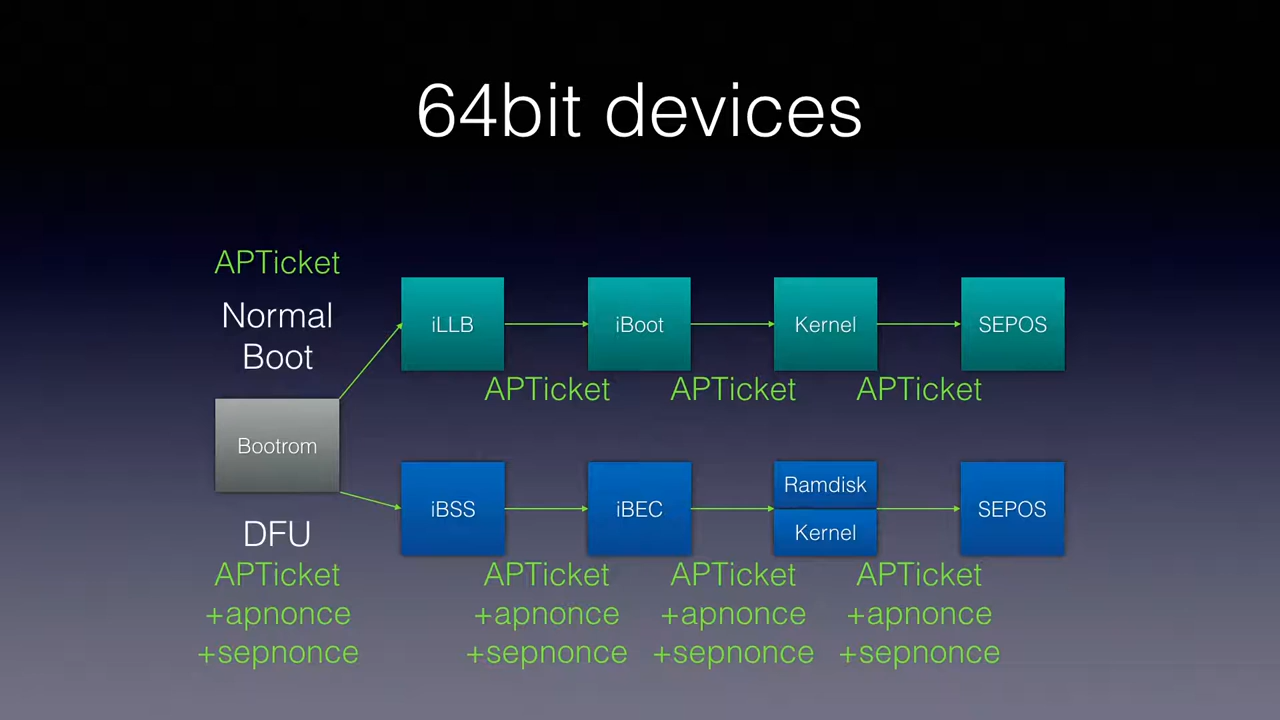 64bit devices
APTicket
Normal
Boot
iLLB
iBoot
Kernel
SEPOS
APTicket
APTicket
APTicket
Bootrom
iBSS
iBEC
Ramdisk
Kernel
SEPOS
DFU
APTicket
+apnonce
+sepnonce
APTicket
+apnonce
+sepnonce
APTicket
+apnonce
+sepnonce
APTicket
+apnonce
+sepnonce